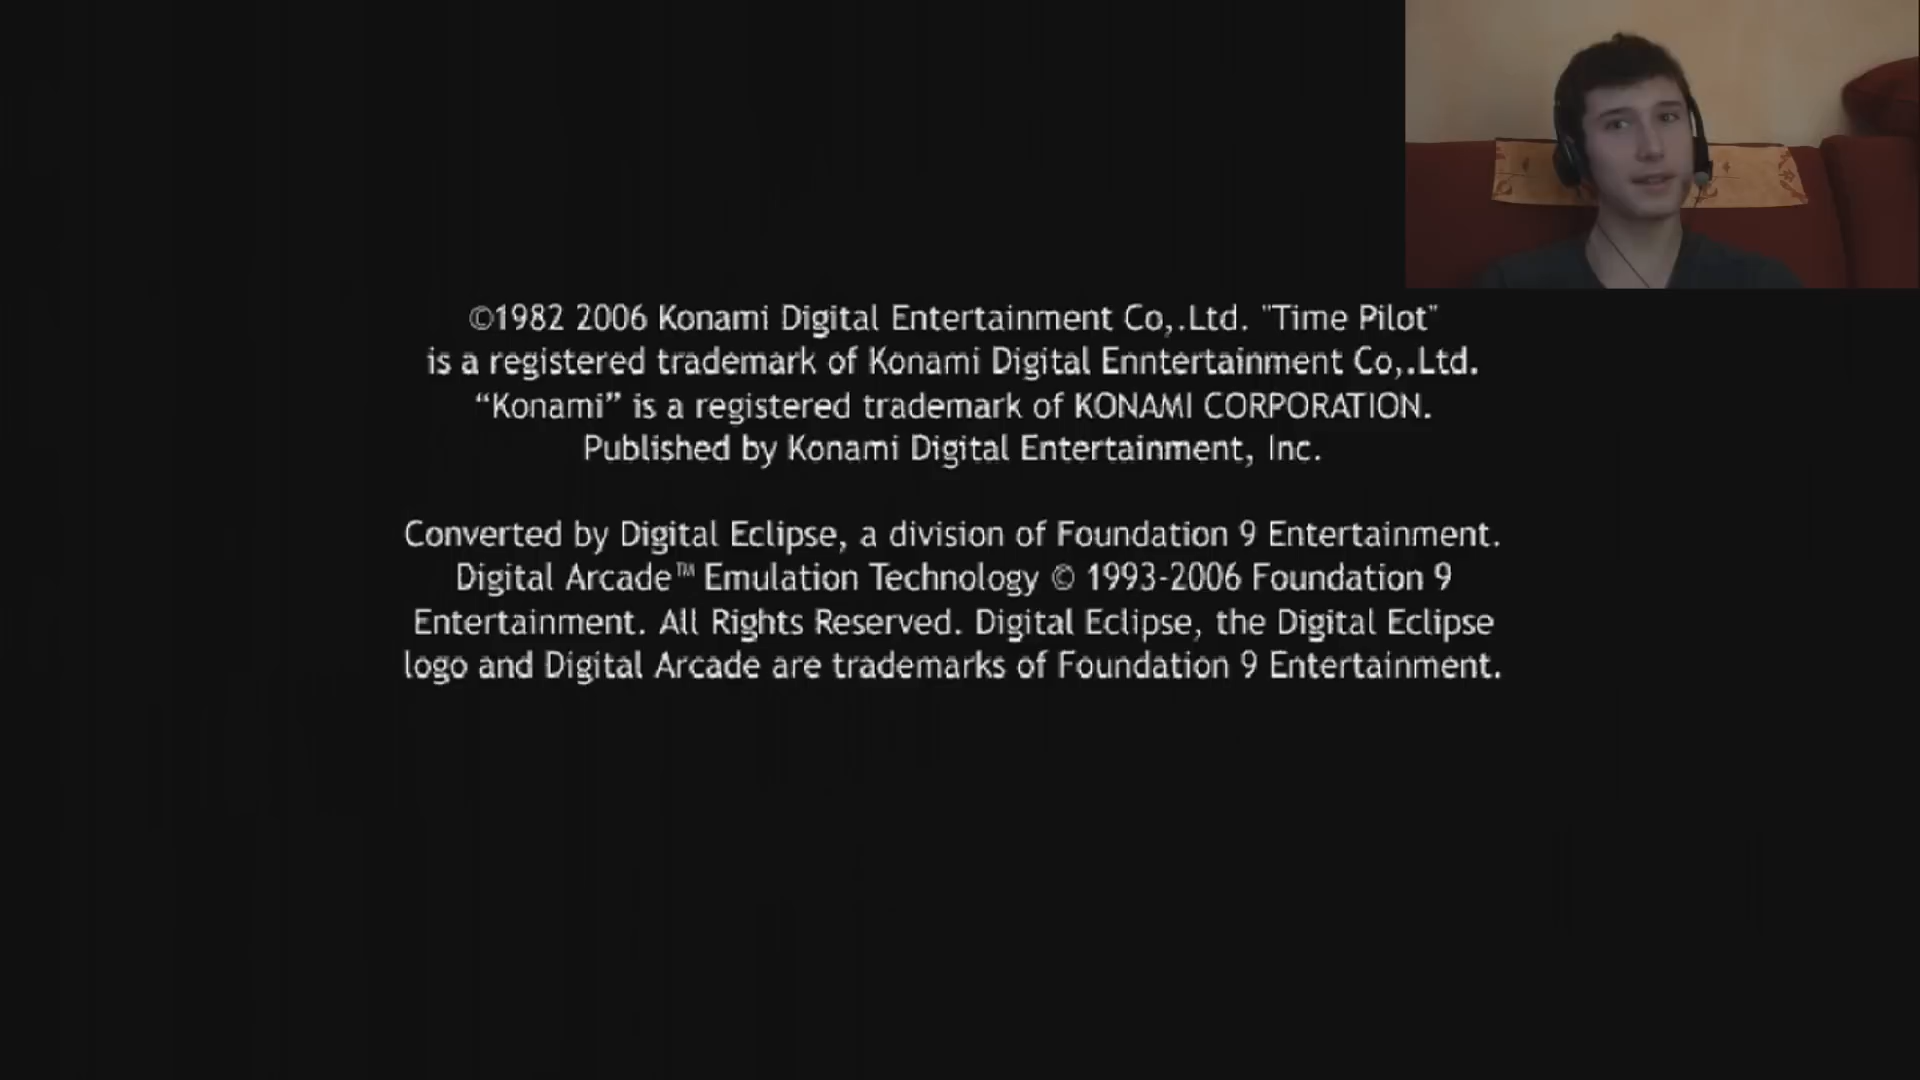 ©1982 2006 Konami Digital Entertainment Co,.Ltd. "Time Pilot"
is a registered trademark of Konami Digital Enntertainment Co,.Ltd.
“Konami” is a registered trademark of KONAMI CORPORATION.
Published by Konami Digital Entertainment, Inc.
Converted by Digital Eclipse, a division of Foundation 9 Entertainment.
Digital Arcade™ Emulation Technology © 1993-2006 Foundation 9
Entertainment. All Rights Reserved. Digital Eclipse, the Digital Eclipse
logo and Digital Arcade are trademarks of Foundation 9 Entertainment.